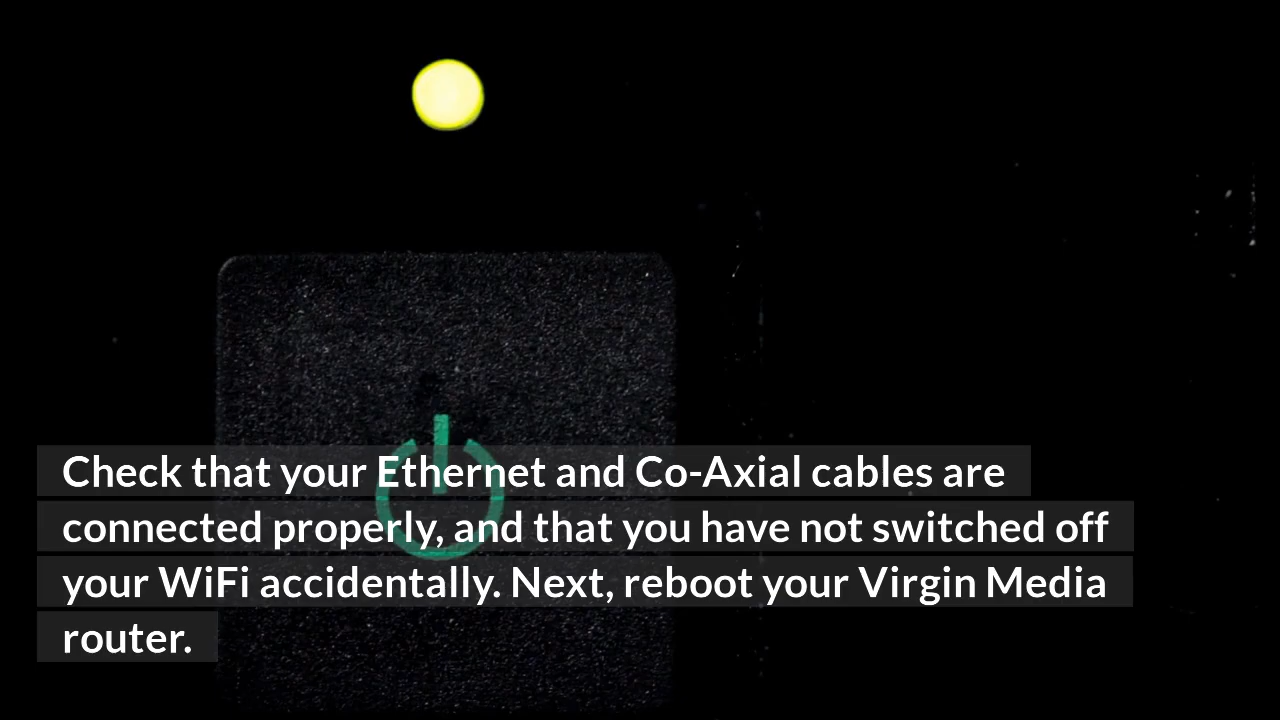 Check that your Ethernet and Co-Axial cables are
connected properly, and that you have not switched off
your WiFi accidentally. Next, reboot your Virgin Media
router.